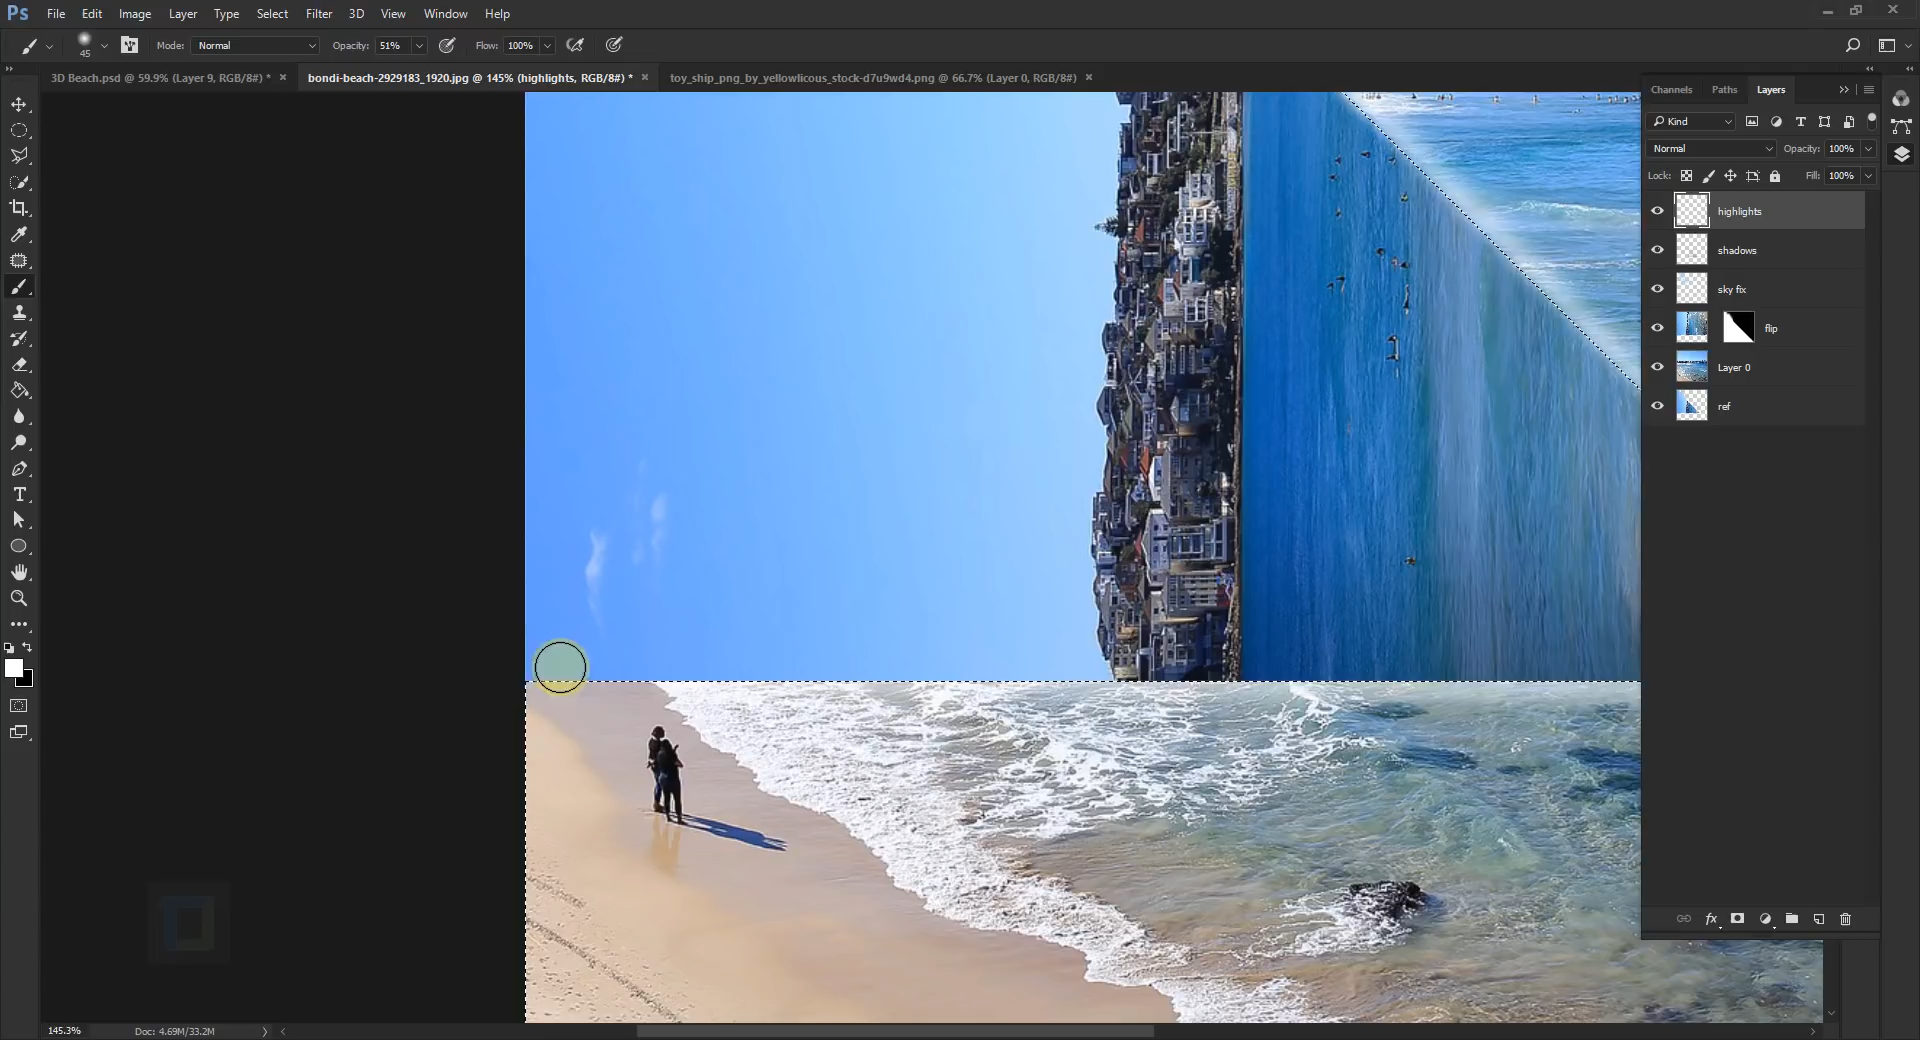 Ps File Edit Image Layer Type Select Filter 3D View Window Help
45 Mode: Normal Opacity: 51% Flow: 100%
3D Beach.psd @ 59.9% (Layer 9, RGB/8#) * × bondi-beach-2929183_1920.jpg @ 145% (highlights, RGB/8#) * × toy_ship_png_by_yellowlicous_stock-d7u9wd4.png @ 66.7% (Layer 0, RGB/8#) ×
Channels Paths Layers
Kind
Normal Opacity: 100%
Lock: Fill: 100%
highlights
shadows
sky fix
flip
Layer 0
ref
fx
145.3% Doc: 4.69M/33.2M